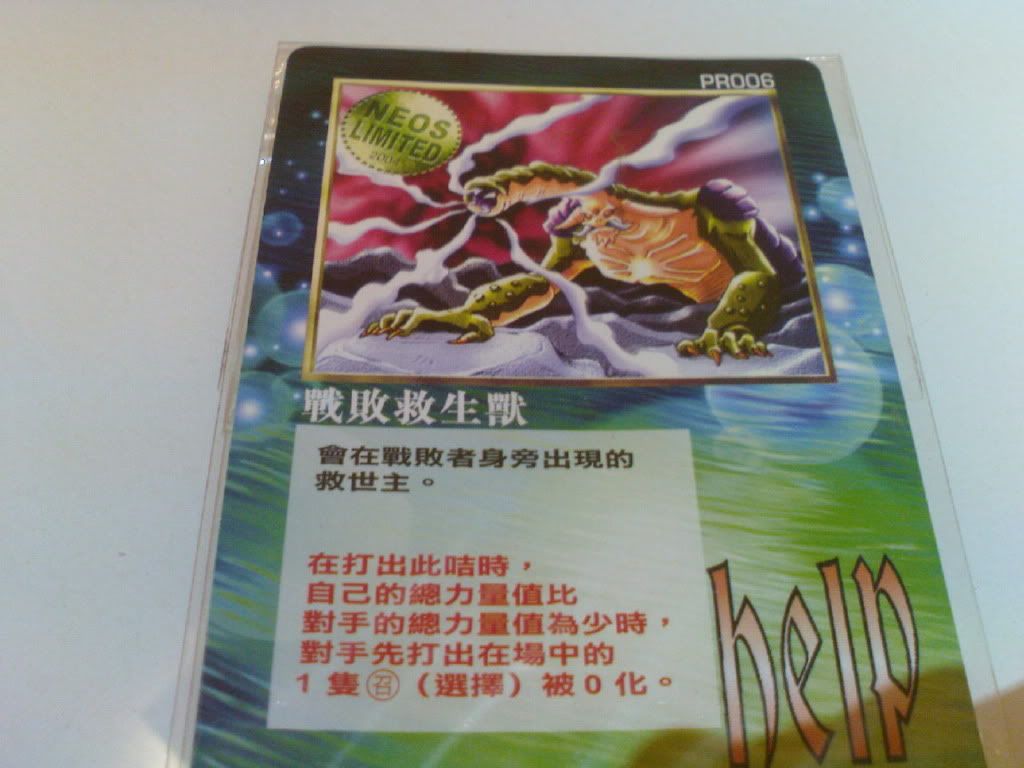 PR006
NEOS
LIMITED
2004
戰敗救生獸
會在戰敗者身旁出現的
救世主。
在打出此咭時，
自己的總力量值比
對手的總力量值為少時，
對手先打出在場中的
1 隻㊅（選擇）被0化。
help